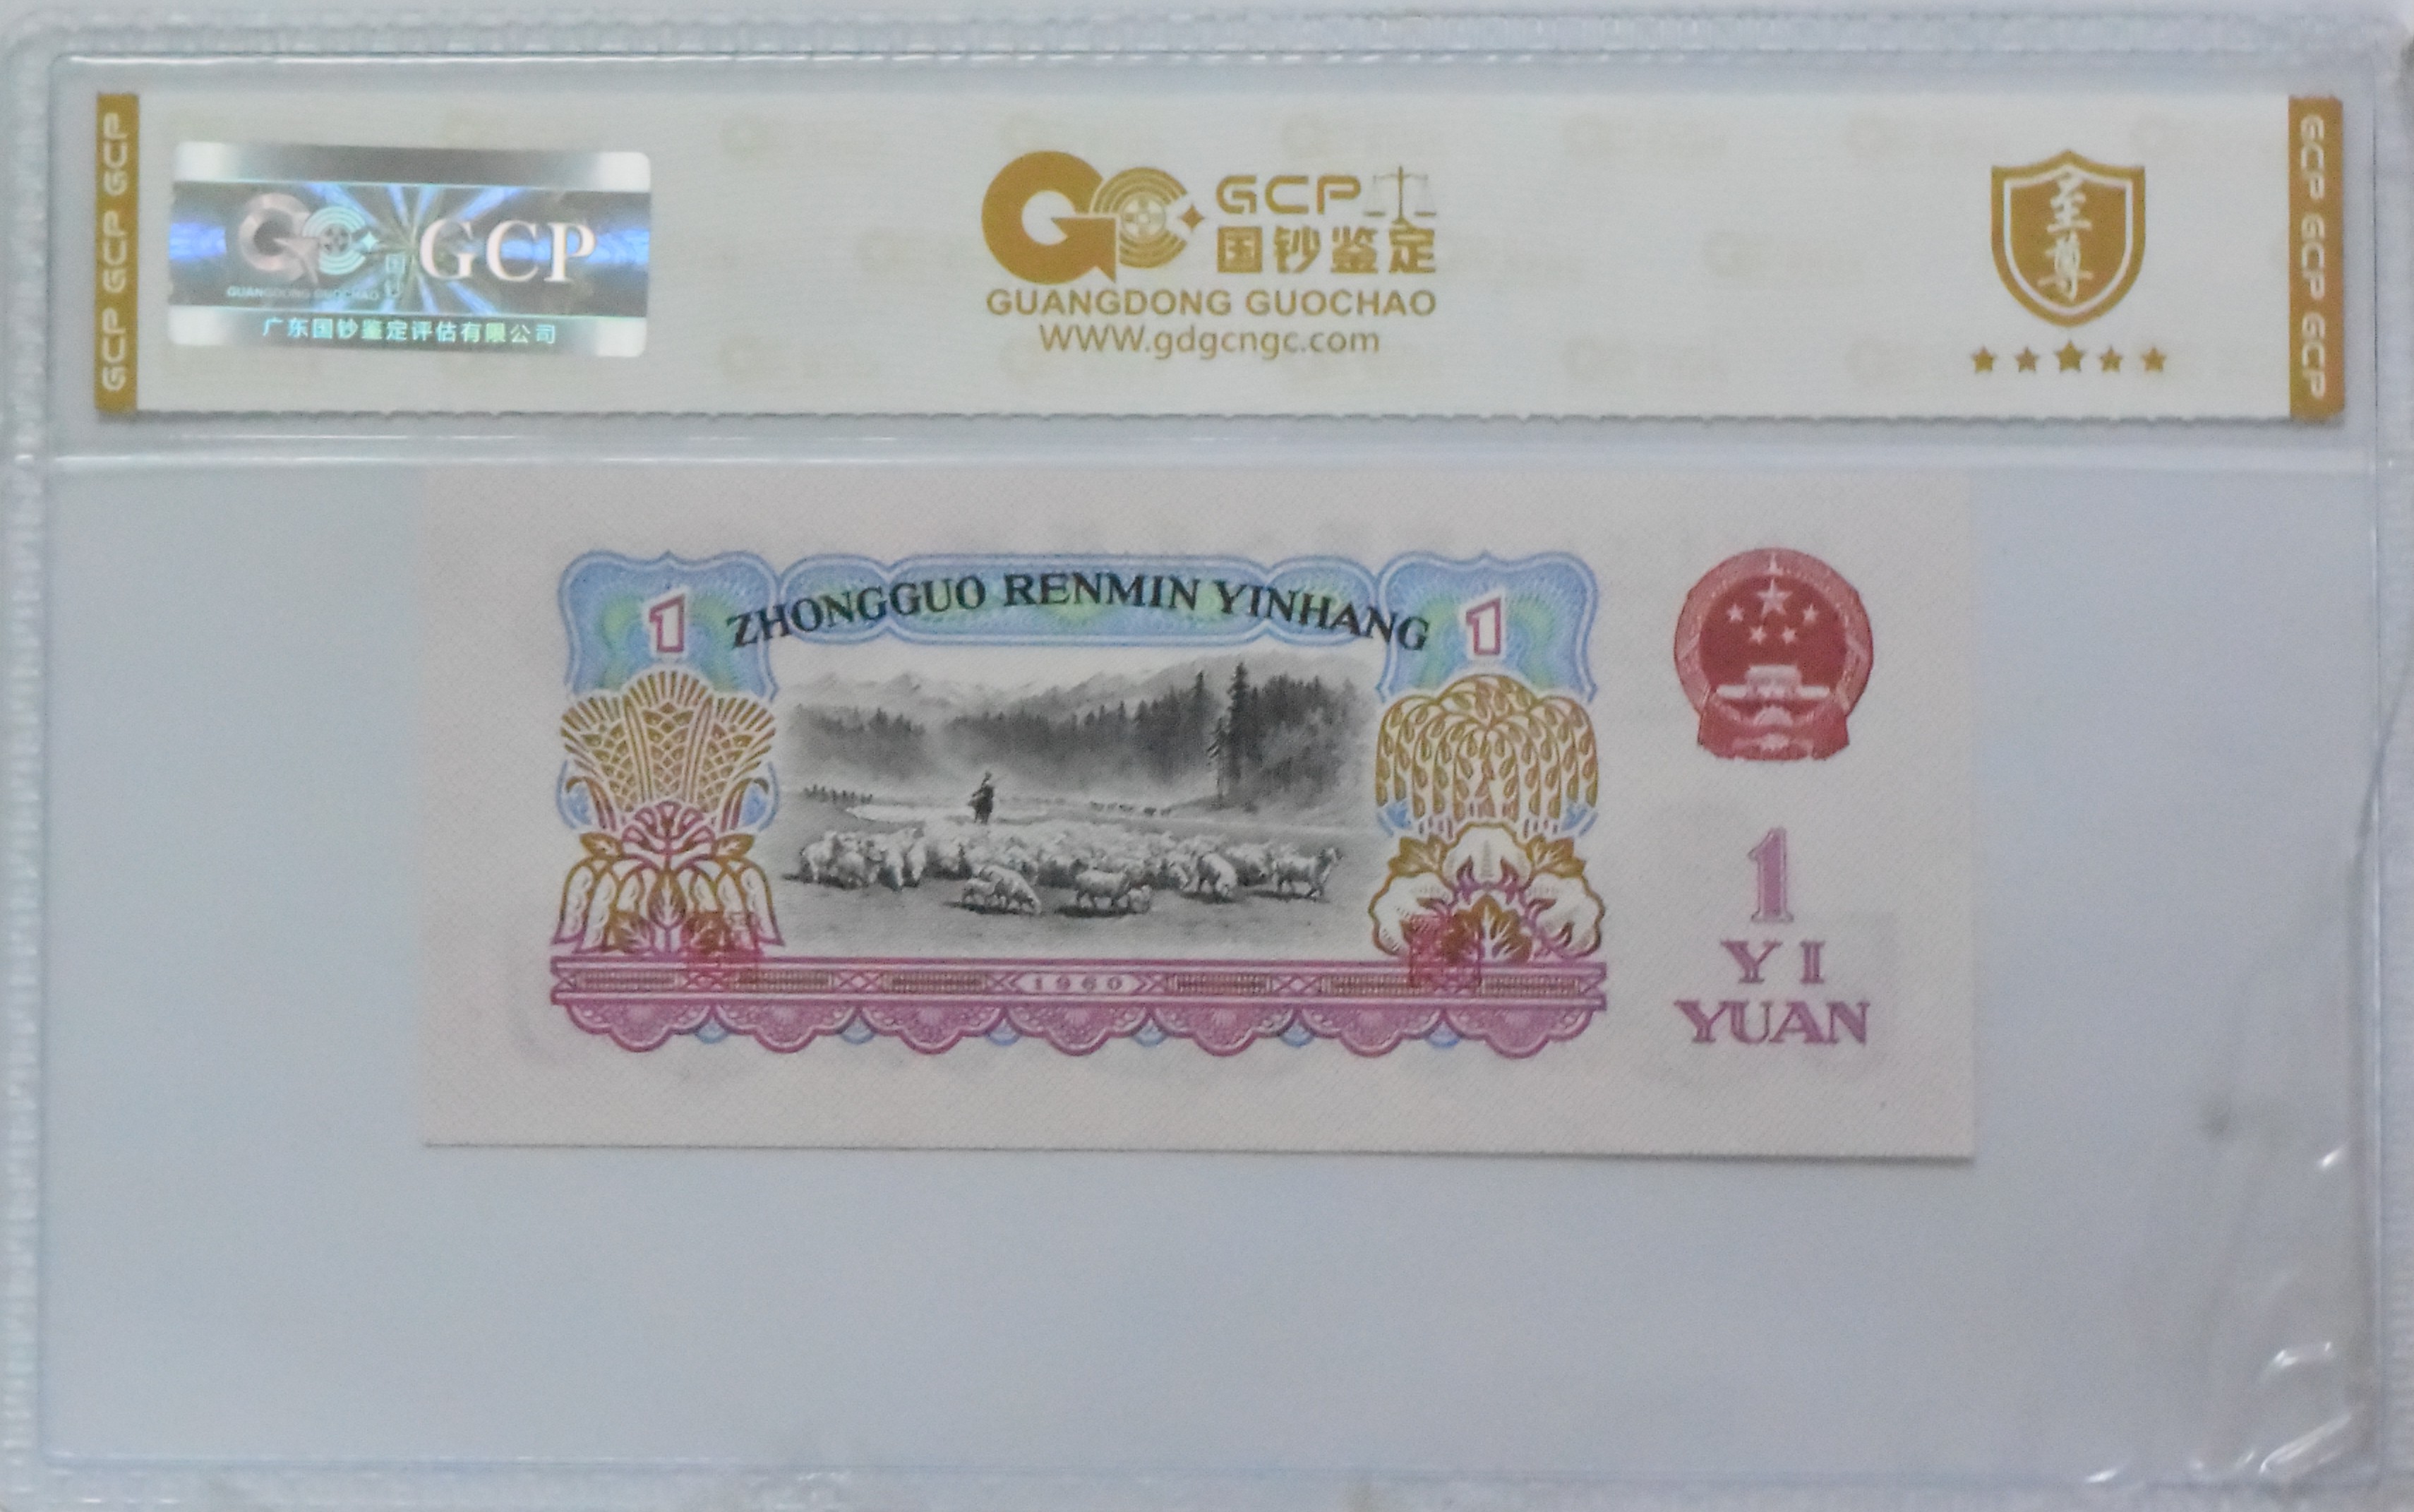 GCP GCP GCP
GCP
国钞
GUANGDONG GUOCHAO
广东国钞鉴定评估有限公司
GCP
国钞鉴定
GUANGDONG GUOCHAO
WWW.gdgcngc.com
至尊
GCP GCP GCP
ZHONGGUO RENMIN YINHANG
1
1
1960
1
YI
YUAN